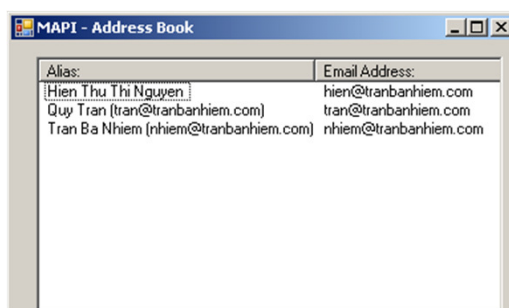 MAPI - Address Book
Alias: Email Address:
Hien Thu Thi Nguyen hien@tranbanhiem.com
Quy Tran (tran@tranbanhiem.com) tran@tranbanhiem.com
Tran Ba Nhiem (nhiem@tranbanhiem.com) nhiem@tranbanhiem.com